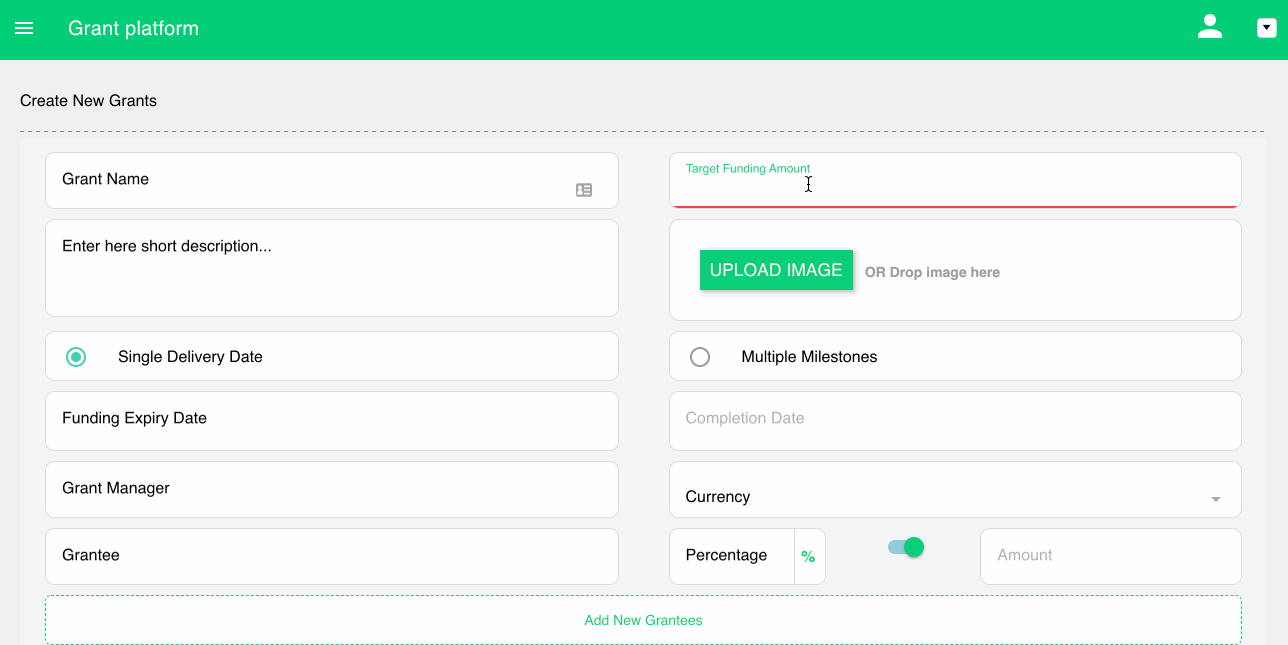 Grant platform
Create New Grants
Grant Name
Target Funding Amount
Enter here short description...
UPLOAD IMAGE OR Drop image here
Single Delivery Date
Multiple Milestones
Funding Expiry Date
Completion Date
Grant Manager
Currency
Grantee
Percentage %
Amount
Add New Grantees